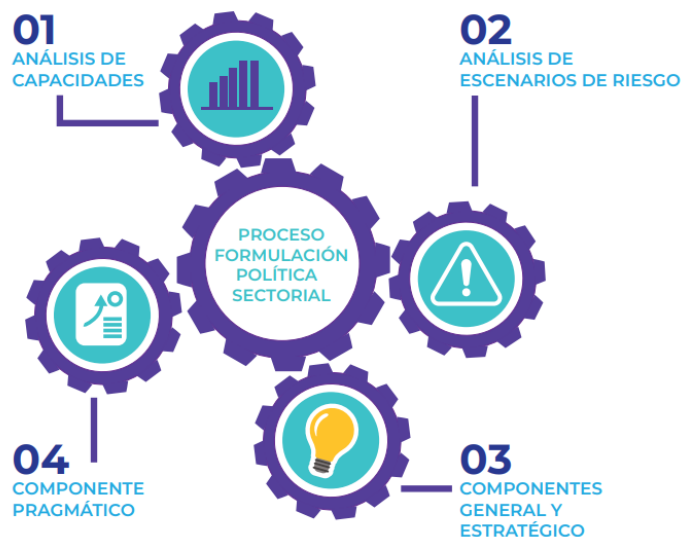 01
ANÁLISIS DE
CAPACIDADES
02
ANÁLISIS DE
ESCENARIOS DE RIESGO
PROCESO
FORMULACIÓN
POLÍTICA
SECTORIAL
03
COMPONENTES
GENERAL Y
ESTRATÉGICO
04
COMPONENTE
PRAGMÁTICO